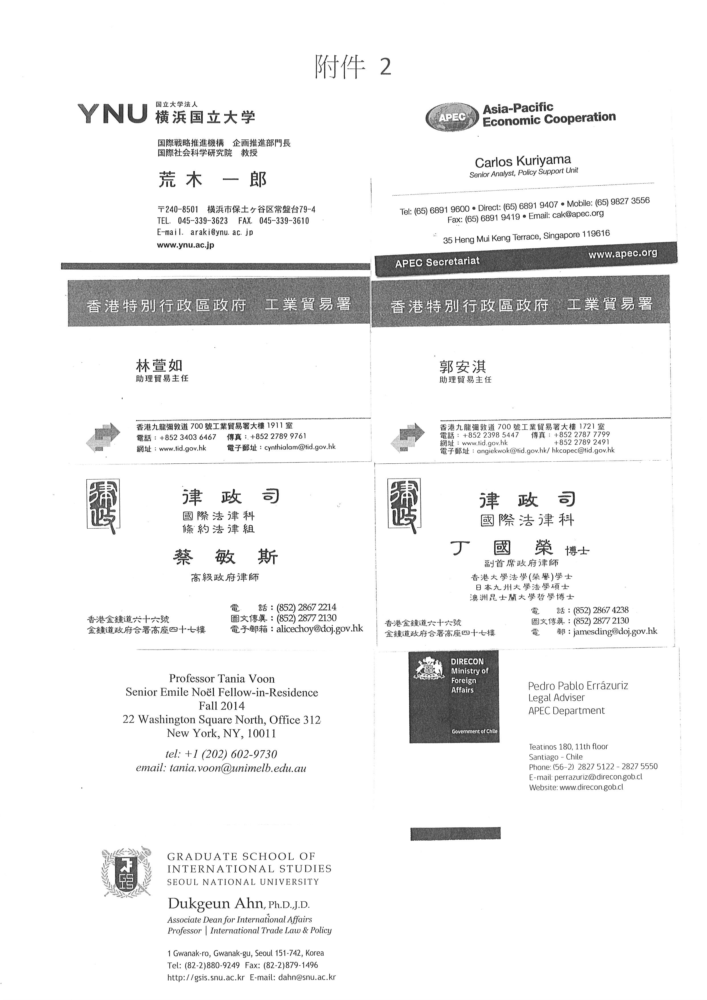 附件 2
YNU 国立大学法人
横浜国立大学
国際戦略推進機構　企画推進部門長
国際社会科学研究院　教授
荒木 一郎
〒240-8501　横浜市保土ヶ谷区常盤台79-4
TEL. 045-339-3623　FAX. 045-339-3610
E-mail. araki@ynu.ac.jp
www.ynu.ac.jp
APEC
Asia-Pacific
Economic Cooperation
Carlos Kuriyama
Senior Analyst, Policy Support Unit
Tel: (65) 6891 9600 • Direct: (65) 6891 9407 • Mobile: (65) 9827 3556
Fax: (65) 6891 9419 • Email: cak@apec.org
35 Heng Mui Keng Terrace, Singapore 119616
APEC Secretariat www.apec.org
香港特別行政區政府　工業貿易署
林萱如
助理貿易主任
香港九龍彌敦道 700 號工業貿易署大樓 1911 室
電話：+852 3403 6467　傳真：+852 2789 9761
網址：www.tid.gov.hk　電子郵址：cynthialam@tid.gov.hk
香港特別行政區政府　工業貿易署
郭安淇
助理貿易主任
香港九龍彌敦道 700 號工業貿易署大樓 1721 室
電話：+852 2398 5447　傳真：+852 2787 7799
網址：www.tid.gov.hk　+852 2789 2491
電子郵址：angiekwok@tid.gov.hk/ hkcapec@tid.gov.hk
律政
律政司
國際法律科
條約法律組
蔡敏斯
高級政府律師
香港金鐘道六十六號
金鐘道政府合署高座四十七樓
電話：(852) 2867 2214
圖文傳眞：(852) 2877 2130
電子郵箱：alicechoy@doj.gov.hk
律政
律政司
國際法律科
丁國榮 博士
副首席政府律師
香港大學法學(榮譽)學士
日本九州大學法學碩士
澳洲昆士蘭大學哲學博士
香港金鐘道六十六號
金鐘道政府合署高座四十七樓
電話：(852) 2867 4238
圖文傳眞：(852) 2877 2130
電郵：jamesding@doj.gov.hk
Professor Tania Voon
Senior Emile Noël Fellow-in-Residence
Fall 2014
22 Washington Square North, Office 312
New York, NY, 10011
tel: +1 (202) 602-9730
email: tania.voon@unimelb.edu.au
DIRECON
Ministry of
Foreign
Affairs
Government of Chile
Pedro Pablo Errázuriz
Legal Adviser
APEC Department
Teatinos 180, 11th floor
Santiago - Chile
Phone: (56-2) 2827 5122 - 2827 5550
E-mail: perrazuriz@direcon.gob.cl
Website: www.direcon.gob.cl
GSIS
GRADUATE SCHOOL OF
INTERNATIONAL STUDIES
SEOUL NATIONAL UNIVERSITY
Dukgeun Ahn, Ph.D.,J.D.
Associate Dean for International Affairs
Professor | International Trade Law & Policy
1 Gwanak-ro, Gwanak-gu, Seoul 151-742, Korea
Tel: (82-2)880-9249 Fax: (82-2)879-1496
http://gsis.snu.ac.kr E-mail: dahn@snu.ac.kr